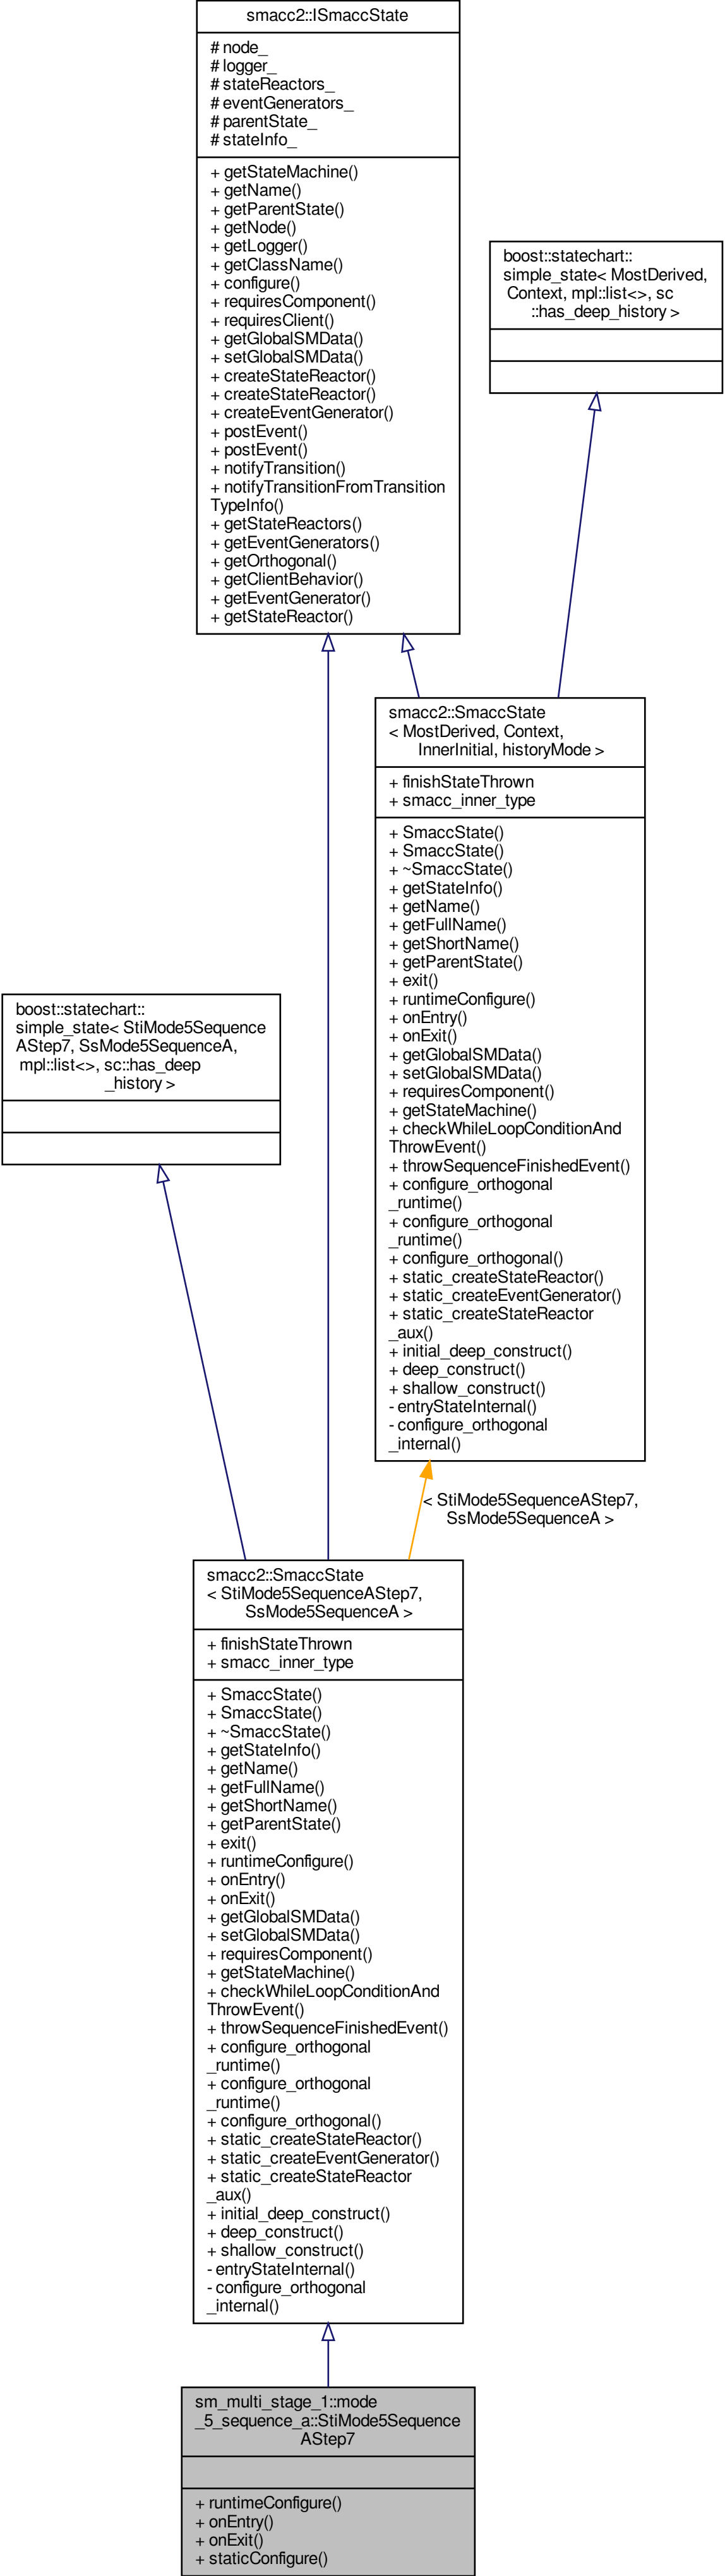 smacc2::ISmaccState
# node_
# logger_
# stateReactors_
# eventGenerators_
# parentState_
# stateInfo_
+ getStateMachine()
+ getName()
+ getParentState()
+ getNode()
+ getLogger()
+ getClassName()
+ configure()
+ requiresComponent()
+ requiresClient()
+ getGlobalSMData()
+ setGlobalSMData()
+ createStateReactor()
+ createStateReactor()
+ createEventGenerator()
+ postEvent()
+ postEvent()
+ notifyTransition()
+ notifyTransitionFromTransition
TypeInfo()
+ getStateReactors()
+ getEventGenerators()
+ getOrthogonal()
+ getClientBehavior()
+ getEventGenerator()
+ getStateReactor()
boost::statechart::
simple_state< MostDerived,
Context, mpl::list<>, sc
::has_deep_history >
smacc2::SmaccState
< MostDerived, Context,
InnerInitial, historyMode >
+ finishStateThrown
+ smacc_inner_type
+ SmaccState()
+ SmaccState()
+ ~SmaccState()
+ getStateInfo()
+ getName()
+ getFullName()
+ getShortName()
+ getParentState()
+ exit()
+ runtimeConfigure()
+ onEntry()
+ onExit()
+ getGlobalSMData()
+ setGlobalSMData()
+ requiresComponent()
+ getStateMachine()
+ checkWhileLoopConditionAnd
ThrowEvent()
+ throwSequenceFinishedEvent()
+ configure_orthogonal
_runtime()
+ configure_orthogonal
_runtime()
+ configure_orthogonal()
+ static_createStateReactor()
+ static_createEventGenerator()
+ static_createStateReactor
_aux()
+ initial_deep_construct()
+ deep_construct()
+ shallow_construct()
- entryStateInternal()
- configure_orthogonal
_internal()
boost::statechart::
simple_state< StiMode5Sequence
AStep7, SsMode5SequenceA,
mpl::list<>, sc::has_deep
_history >
< StiMode5SequenceAStep7,
SsMode5SequenceA >
smacc2::SmaccState
< StiMode5SequenceAStep7,
SsMode5SequenceA >
+ finishStateThrown
+ smacc_inner_type
+ SmaccState()
+ SmaccState()
+ ~SmaccState()
+ getStateInfo()
+ getName()
+ getFullName()
+ getShortName()
+ getParentState()
+ exit()
+ runtimeConfigure()
+ onEntry()
+ onExit()
+ getGlobalSMData()
+ setGlobalSMData()
+ requiresComponent()
+ getStateMachine()
+ checkWhileLoopConditionAnd
ThrowEvent()
+ throwSequenceFinishedEvent()
+ configure_orthogonal
_runtime()
+ configure_orthogonal
_runtime()
+ configure_orthogonal()
+ static_createStateReactor()
+ static_createEventGenerator()
+ static_createStateReactor
_aux()
+ initial_deep_construct()
+ deep_construct()
+ shallow_construct()
- entryStateInternal()
- configure_orthogonal
_internal()
sm_multi_stage_1::mode
_5_sequence_a::StiMode5Sequence
AStep7
+ runtimeConfigure()
+ onEntry()
+ onExit()
+ staticConfigure()